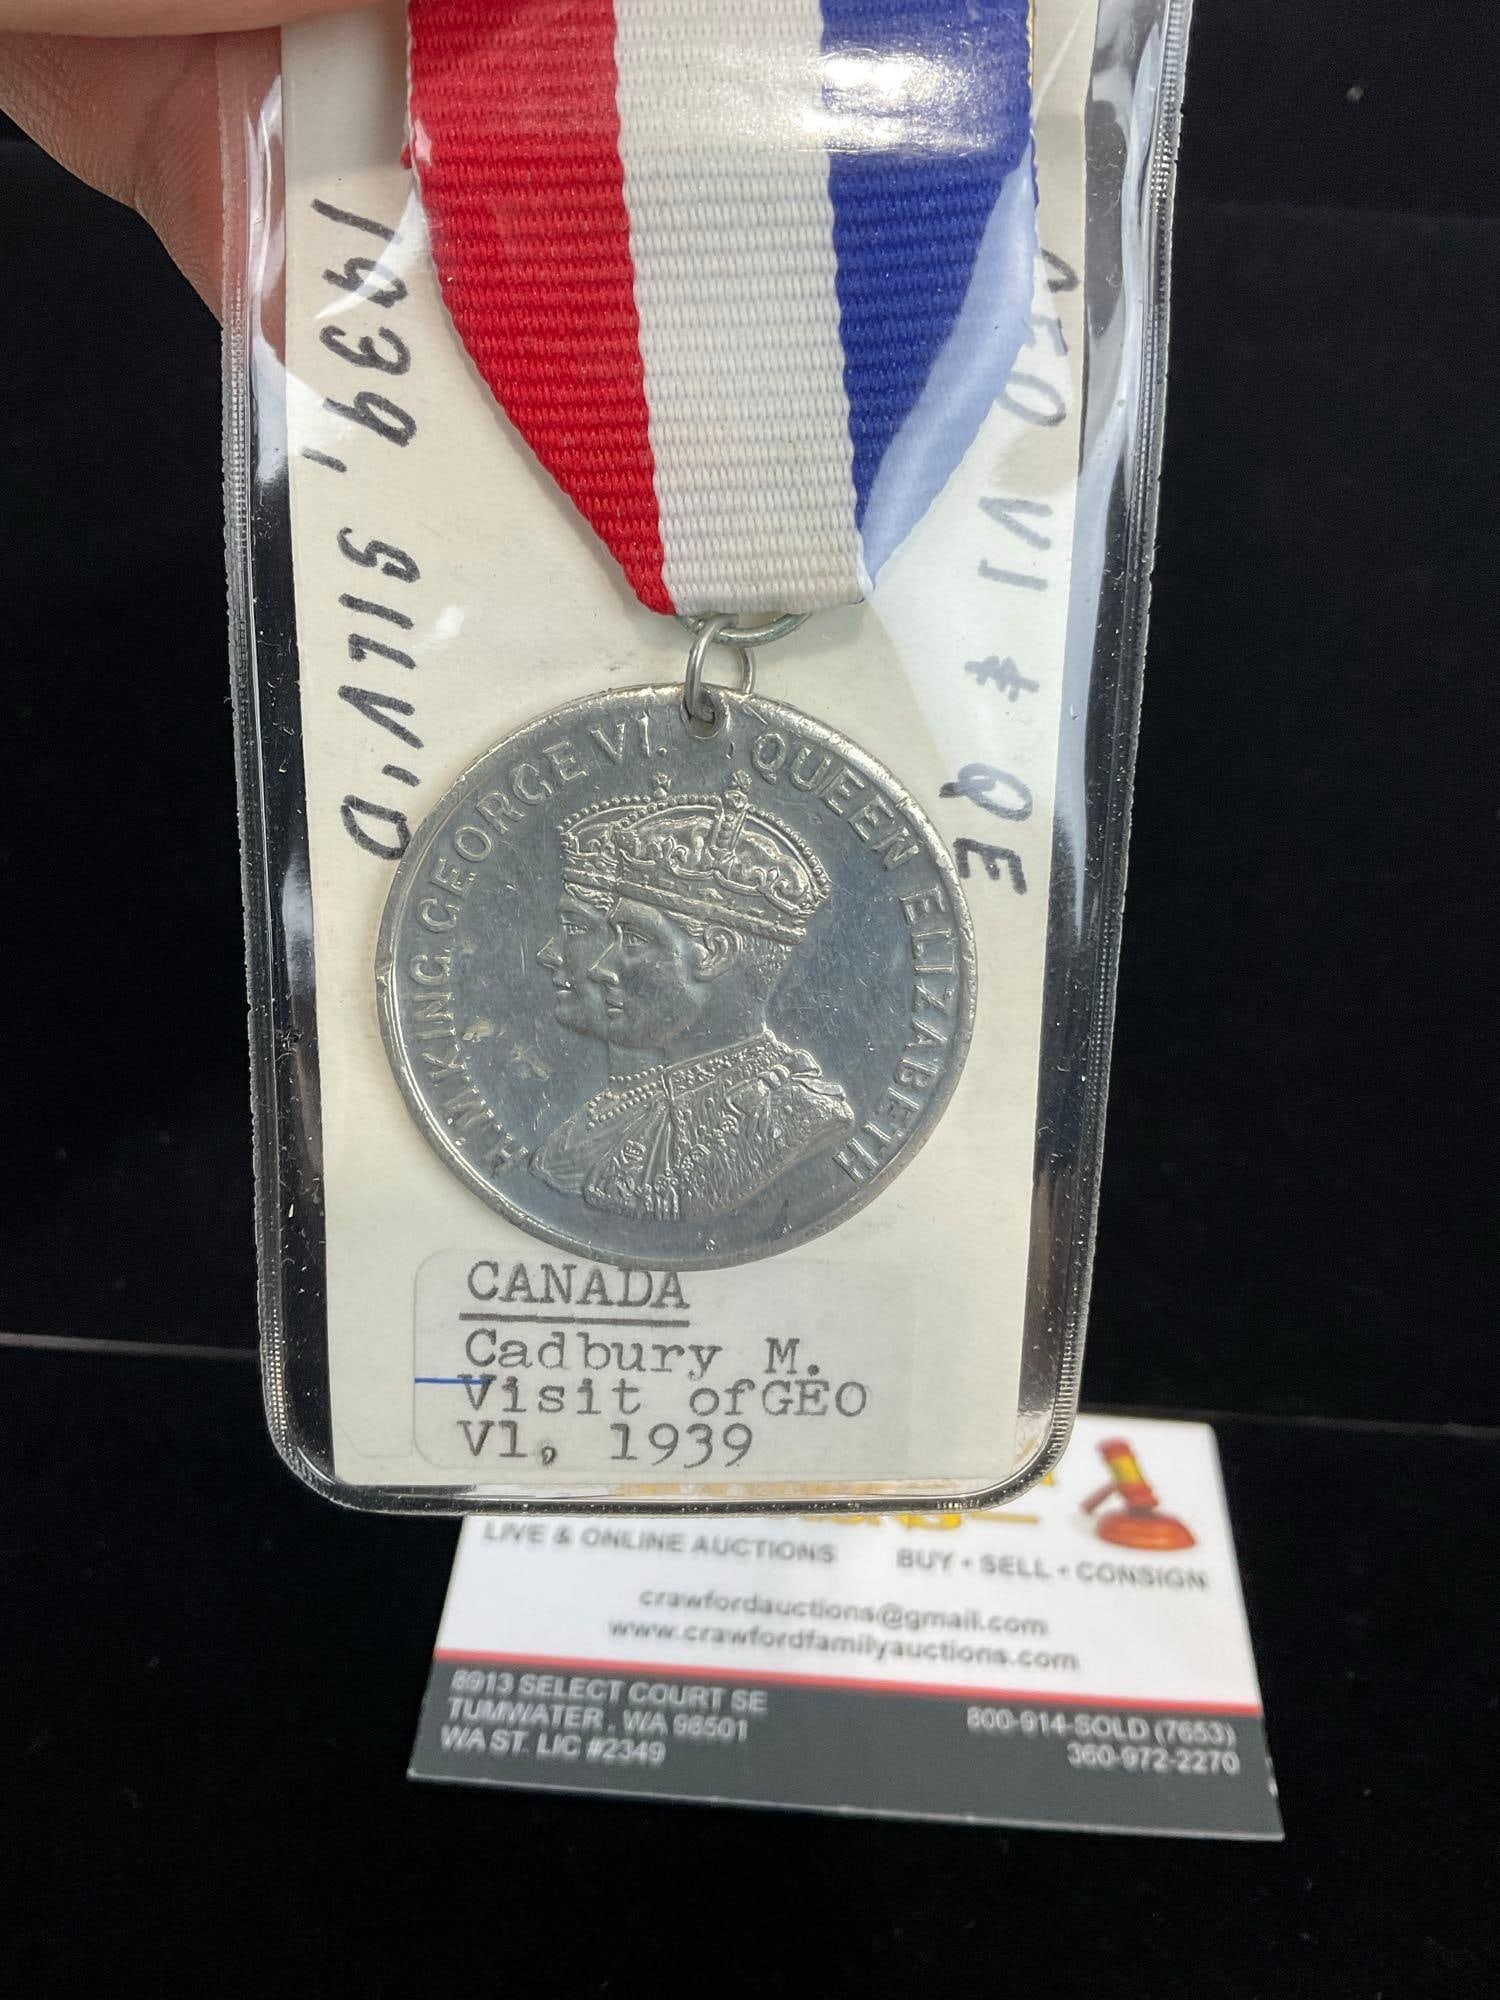 1939, SILV'D
GEO VI & QE
H.M KING GEORGE VI. QUEEN ELIZABETH
CANADA
Cadbury M.
Visit ofGEO
Vl, 1939
LIVE & ONLINE AUCTIONS
BUY • SELL • CONSIGN
crawfordauctions@gmail.com
www.crawfordfamilyauctions.com
8913 SELECT COURT SE
TUMWATER , WA 98501
WA ST. LIC #2349
800-914-SOLD (7653)
360-972-2270